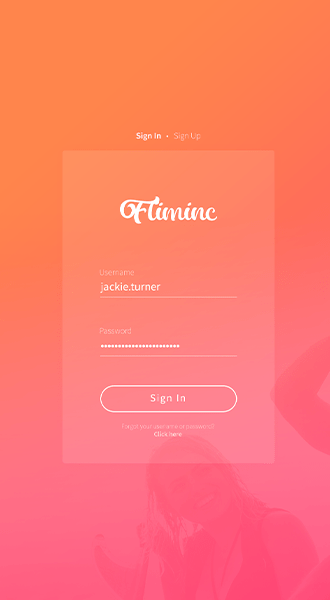 Sign In • Sign Up
Fliminc
Username
jackie.turner
Password
•••••••••••••••••••••••
Sign In
Forgot your username or password?
Click here